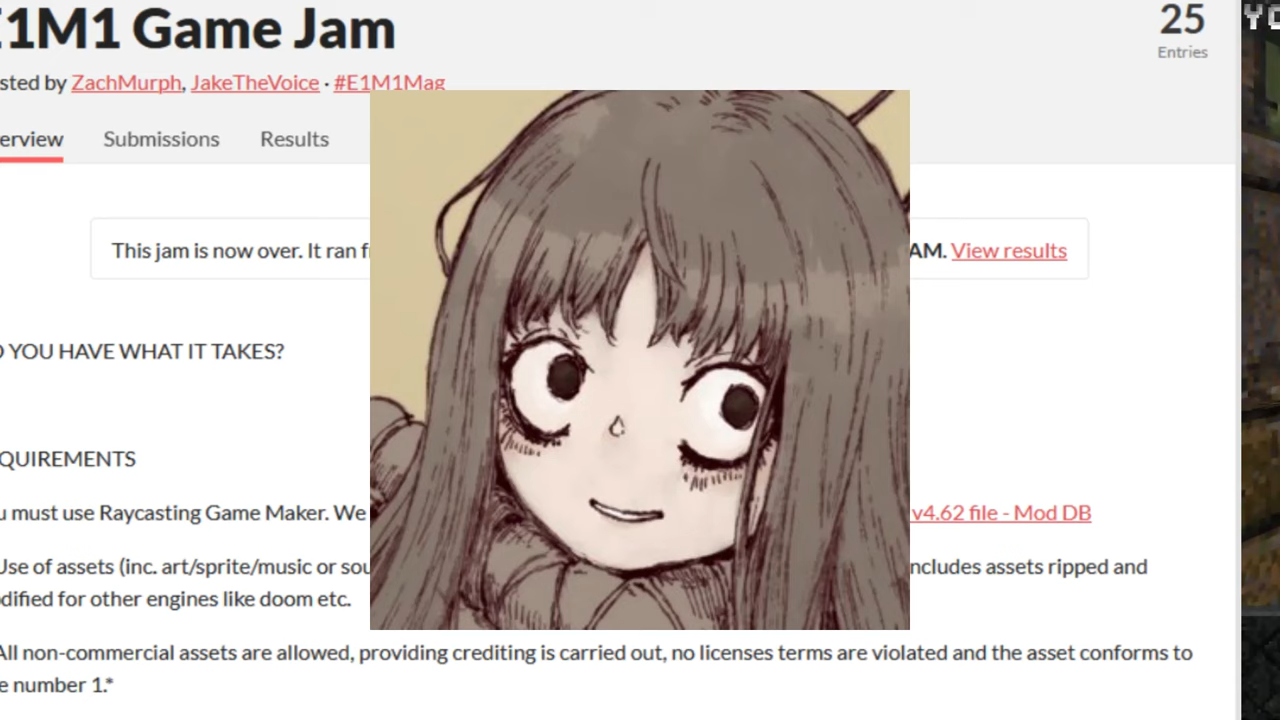 E1M1 Game Jam
25
Entries
sted by ZachMurph, JakeTheVoice · #E1M1Mag
erview Submissions Results
This jam is now over. It ran f AM. View results
O YOU HAVE WHAT IT TAKES?
QUIREMENTS
u must use Raycasting Game Maker. We v4.62 file - Mod DB
Use of assets (inc. art/sprite/music or sou ncludes assets ripped and
dified for other engines like doom etc.
All non-commercial assets are allowed, providing crediting is carried out, no licenses terms are violated and the asset conforms to
e number 1.*